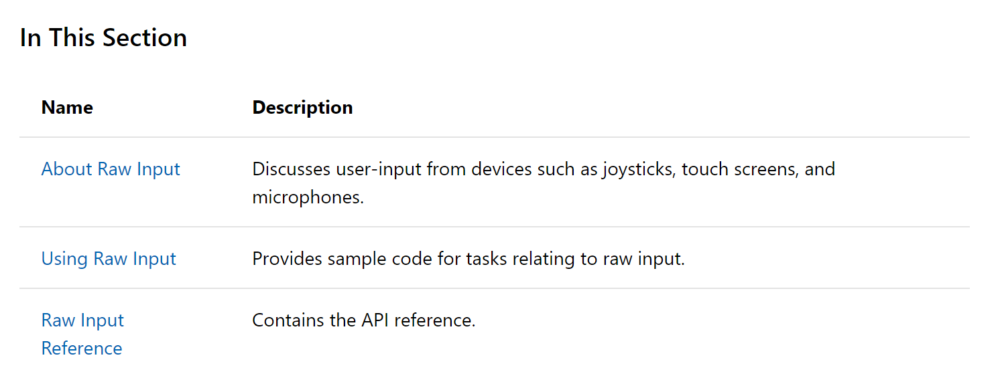 In This Section
Name Description
About Raw Input Discusses user-input from devices such as joysticks, touch screens, and
microphones.
Using Raw Input Provides sample code for tasks relating to raw input.
Raw Input Contains the API reference.
Reference